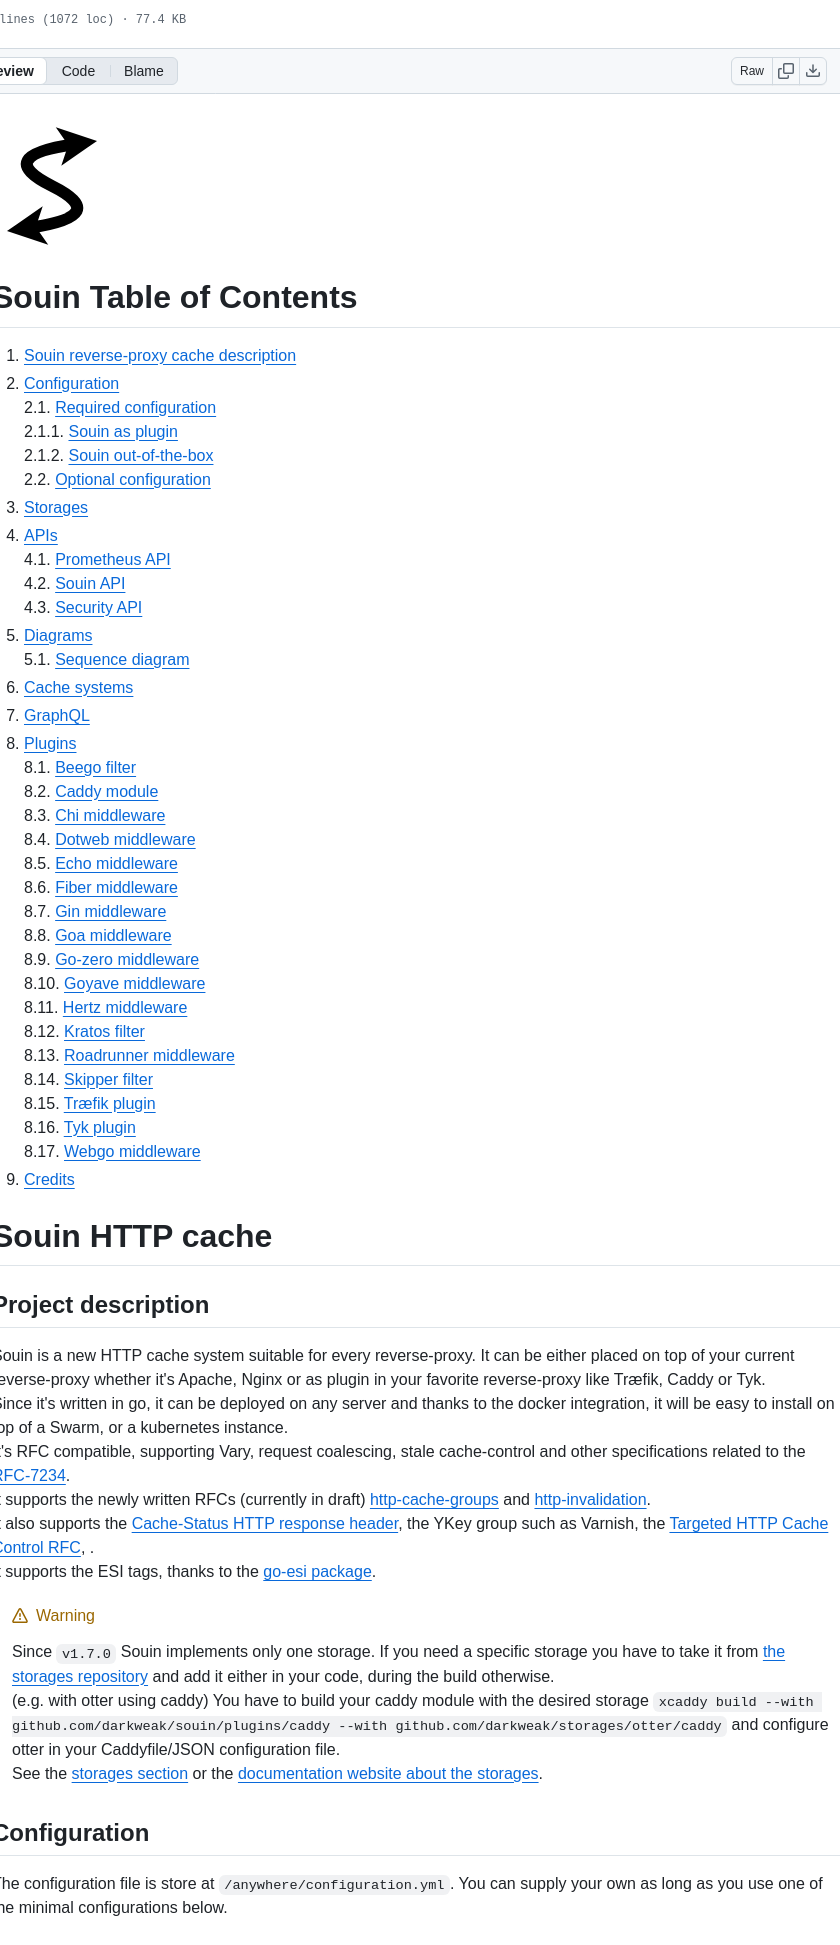 lines (1072 loc) · 77.4 KB
eview Code Blame Raw
Souin Table of Contents
1. Souin reverse-proxy cache description
2. Configuration
2.1. Required configuration
2.1.1. Souin as plugin
2.1.2. Souin out-of-the-box
2.2. Optional configuration
3. Storages
4. APIs
4.1. Prometheus API
4.2. Souin API
4.3. Security API
5. Diagrams
5.1. Sequence diagram
6. Cache systems
7. GraphQL
8. Plugins
8.1. Beego filter
8.2. Caddy module
8.3. Chi middleware
8.4. Dotweb middleware
8.5. Echo middleware
8.6. Fiber middleware
8.7. Gin middleware
8.8. Goa middleware
8.9. Go-zero middleware
8.10. Goyave middleware
8.11. Hertz middleware
8.12. Kratos filter
8.13. Roadrunner middleware
8.14. Skipper filter
8.15. Træfik plugin
8.16. Tyk plugin
8.17. Webgo middleware
9. Credits
Souin HTTP cache
Project description
Souin is a new HTTP cache system suitable for every reverse-proxy. It can be either placed on top of your current
everse-proxy whether it's Apache, Nginx or as plugin in your favorite reverse-proxy like Træfik, Caddy or Tyk.
Since it's written in go, it can be deployed on any server and thanks to the docker integration, it will be easy to install on
op of a Swarm, or a kubernetes instance.
t's RFC compatible, supporting Vary, request coalescing, stale cache-control and other specifications related to the
RFC-7234.
t supports the newly written RFCs (currently in draft) http-cache-groups and http-invalidation.
t also supports the Cache-Status HTTP response header, the YKey group such as Varnish, the Targeted HTTP Cache
Control RFC, .
t supports the ESI tags, thanks to the go-esi package.
Warning
Since v1.7.0 Souin implements only one storage. If you need a specific storage you have to take it from the
storages repository and add it either in your code, during the build otherwise.
(e.g. with otter using caddy) You have to build your caddy module with the desired storage xcaddy build --with
github.com/darkweak/souin/plugins/caddy --with github.com/darkweak/storages/otter/caddy and configure
otter in your Caddyfile/JSON configuration file.
See the storages section or the documentation website about the storages.
Configuration
The configuration file is store at /anywhere/configuration.yml. You can supply your own as long as you use one of
he minimal configurations below.